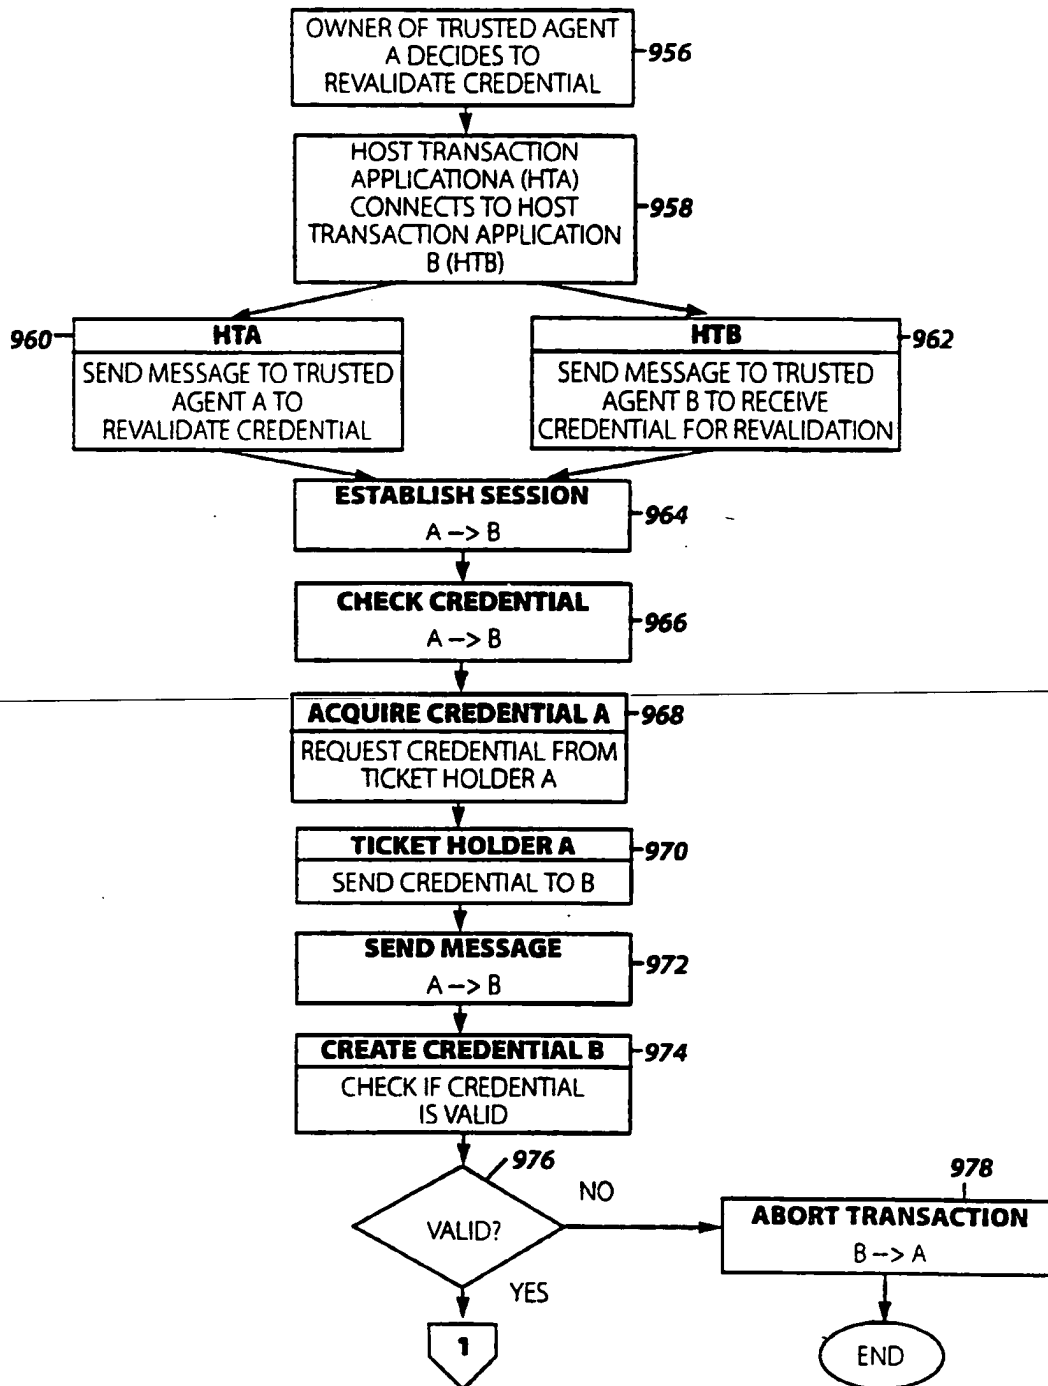 OWNER OF TRUSTED AGENT
A DECIDES TO
REVALIDATE CREDENTIAL
956
HOST TRANSACTION
APPLICATIONA (HTA)
CONNECTS TO HOST
TRANSACTION APPLICATION
B (HTB)
958
960
HTA
SEND MESSAGE TO TRUSTED
AGENT A TO
REVALIDATE CREDENTIAL
HTB
962
SEND MESSAGE TO TRUSTED
AGENT B TO RECEIVE
CREDENTIAL FOR REVALIDATION
ESTABLISH SESSION
A --> B
964
CHECK CREDENTIAL
A --> B
966
ACQUIRE CREDENTIAL A
968
REQUEST CREDENTIAL FROM
TICKET HOLDER A
TICKET HOLDER A
970
SEND CREDENTIAL TO B
SEND MESSAGE
A --> B
972
CREATE CREDENTIAL B
974
CHECK IF CREDENTIAL
IS VALID
976
VALID?
NO
978
ABORT TRANSACTION
B --> A
YES
1
END